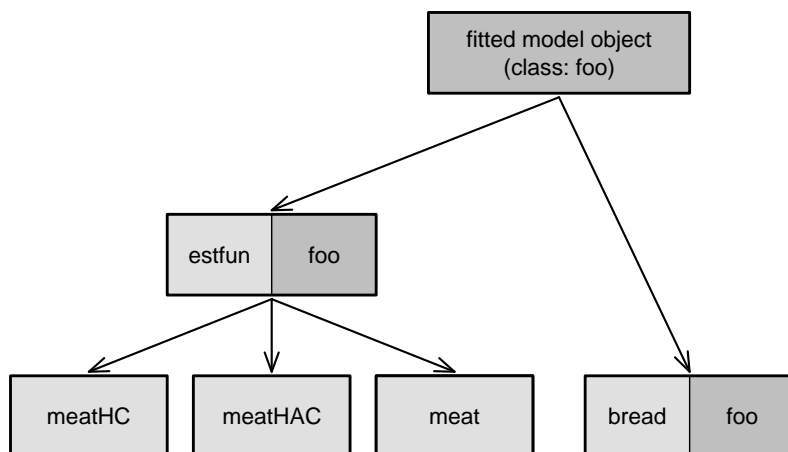 fitted model object
(class: foo)
estfun foo
meatHC meatHAC meat bread foo